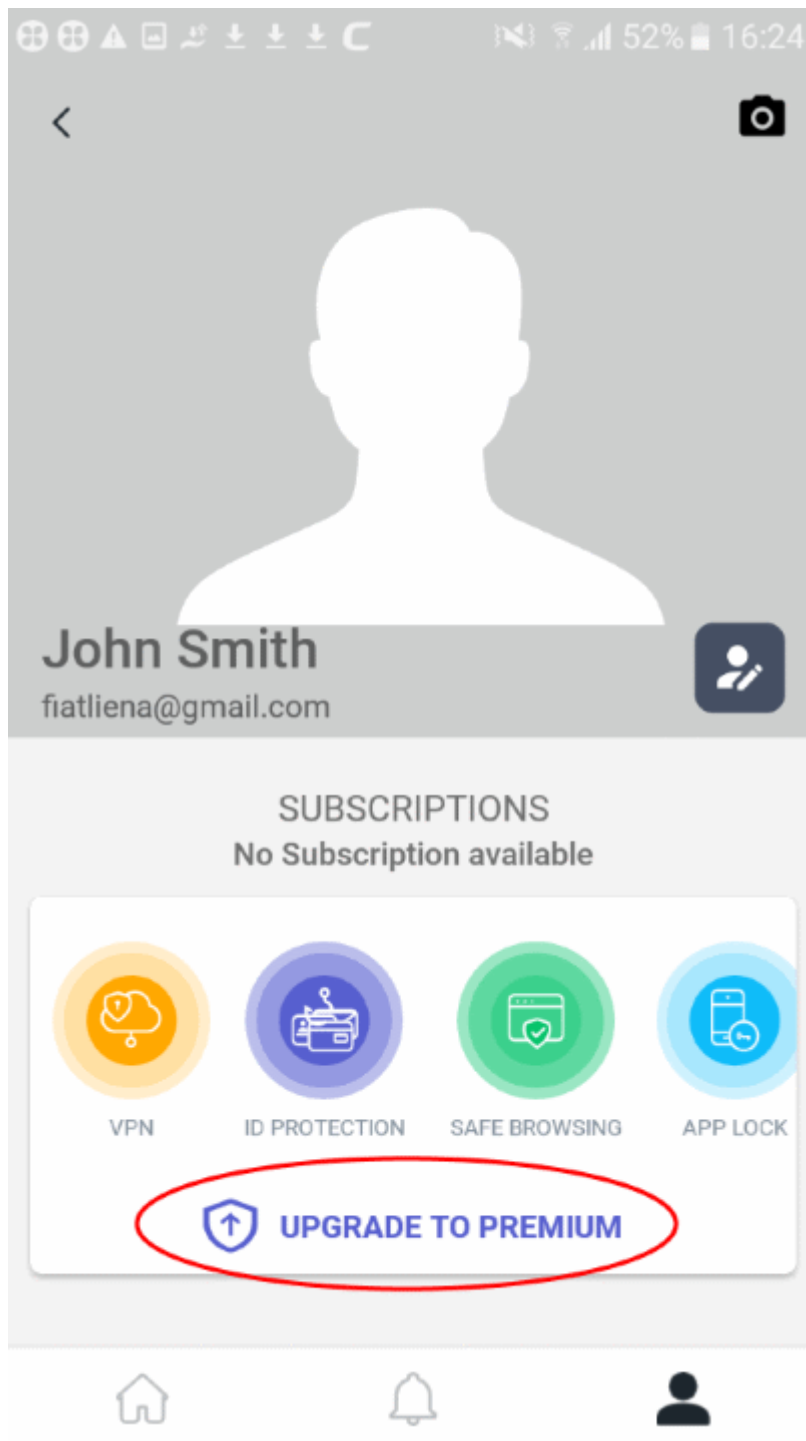 52% 16:24
John Smith
fiatliena@gmail.com
SUBSCRIPTIONS
No Subscription available
VPN ID PROTECTION SAFE BROWSING APP LOCK
UPGRADE TO PREMIUM